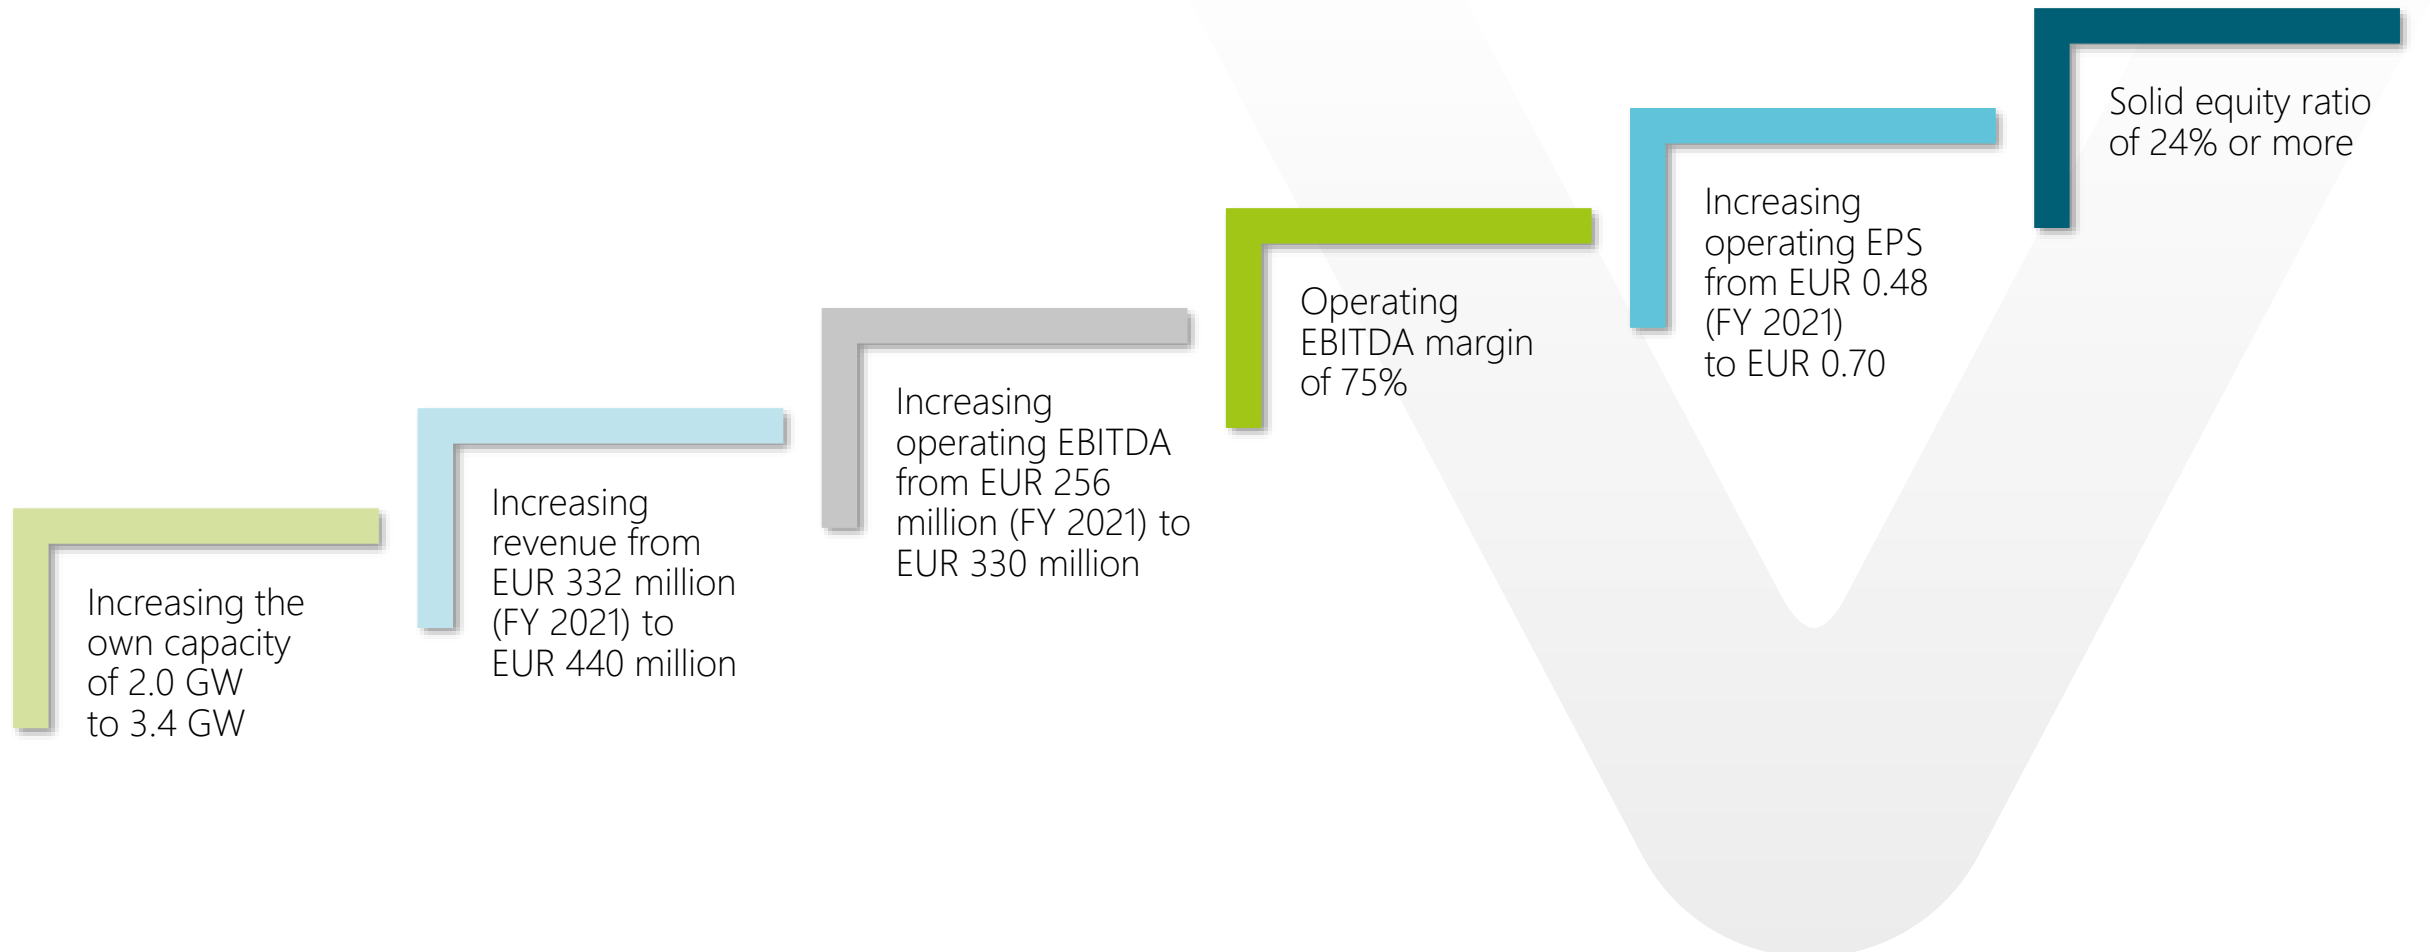 Increasing the
own capacity
of 2.0 GW
to 3.4 GW
Increasing
revenue from
EUR 332 million
(FY 2021) to
EUR 440 million
Increasing
operating EBITDA
from EUR 256
million (FY 2021) to
EUR 330 million
Operating
EBITDA margin
of 75%
Increasing
operating EPS
from EUR 0.48
(FY 2021)
to EUR 0.70
Solid equity ratio
of 24% or more